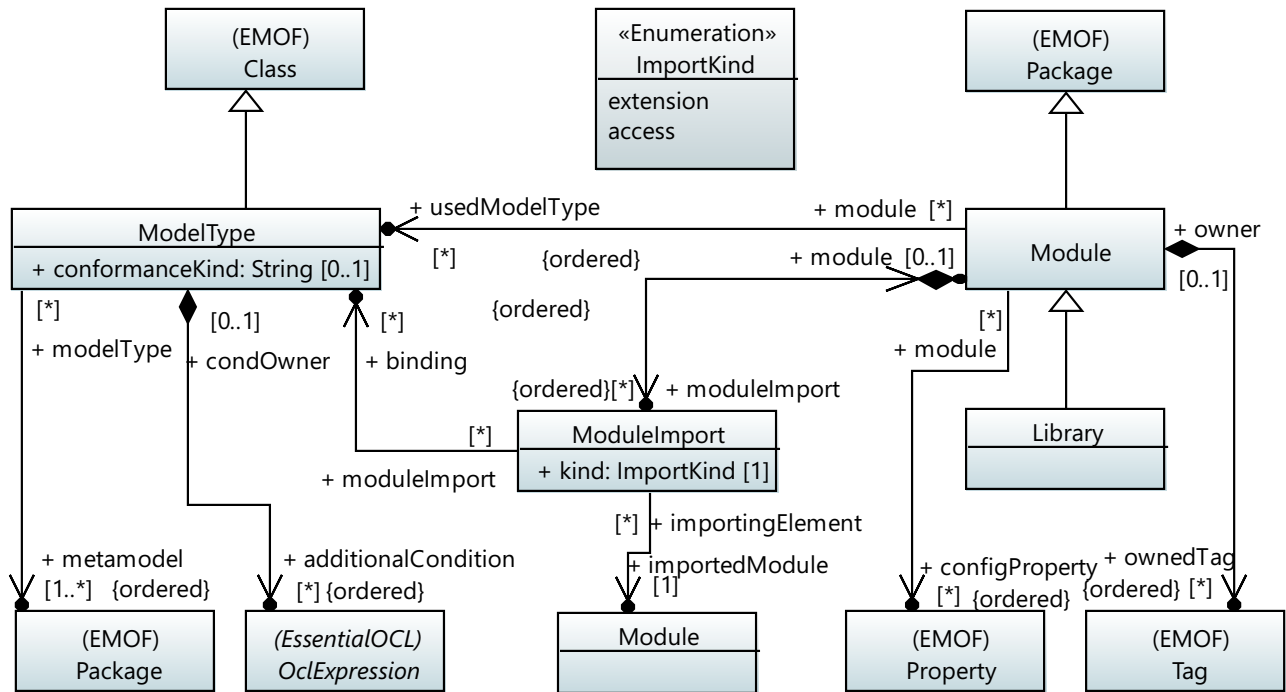 (EMOF)
Class
«Enumeration»
ImportKind
extension
access
(EMOF)
Package
ModelType
+ conformanceKind: String [0..1]
+ usedModelType
[*]
{ordered}
+ module [*]
Module
+ owner
[0..1]
+ module [0..1]
{ordered}
[*]
+ modelType
[0..1]
+ condOwner
[*]
+ binding
[*]
+ module
{ordered}[*] + moduleImport
ModuleImport
+ kind: ImportKind [1]
[*]
+ moduleImport
Library
[*] + importingElement
+ importedModule
[1]
+ metamodel
[1..*] {ordered}
+ additionalCondition
[*] {ordered}
+ configProperty
[*] {ordered}
+ ownedTag
{ordered} [*]
(EMOF)
Package
(EssentialOCL)
OclExpression
Module
(EMOF)
Property
(EMOF)
Tag